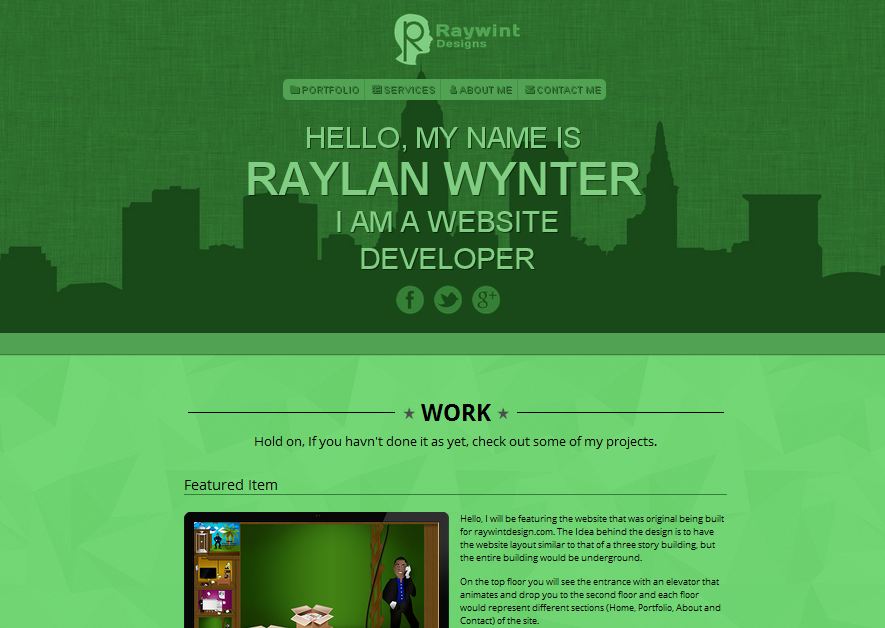 Raywint
Designs
PORTFOLIO SERVICES ABOUT ME CONTACT ME
HELLO, MY NAME IS
RAYLAN WYNTER
I AM A WEBSITE
DEVELOPER
f g+
★ WORK ★
Hold on, If you havn't done it as yet, check out some of my projects.
Featured Item
Hello, I will be featuring the website that was original being built
for raywintdesign.com. The Idea behind the design is to have
the website layout similar to that of a three story building, but
the entire building would be underground.
On the top floor you will see the entrance with an elevator that
animates and drop you to the second floor and each floor
would represent different sections (Home, Portfolio, About and
Contact) of the site.